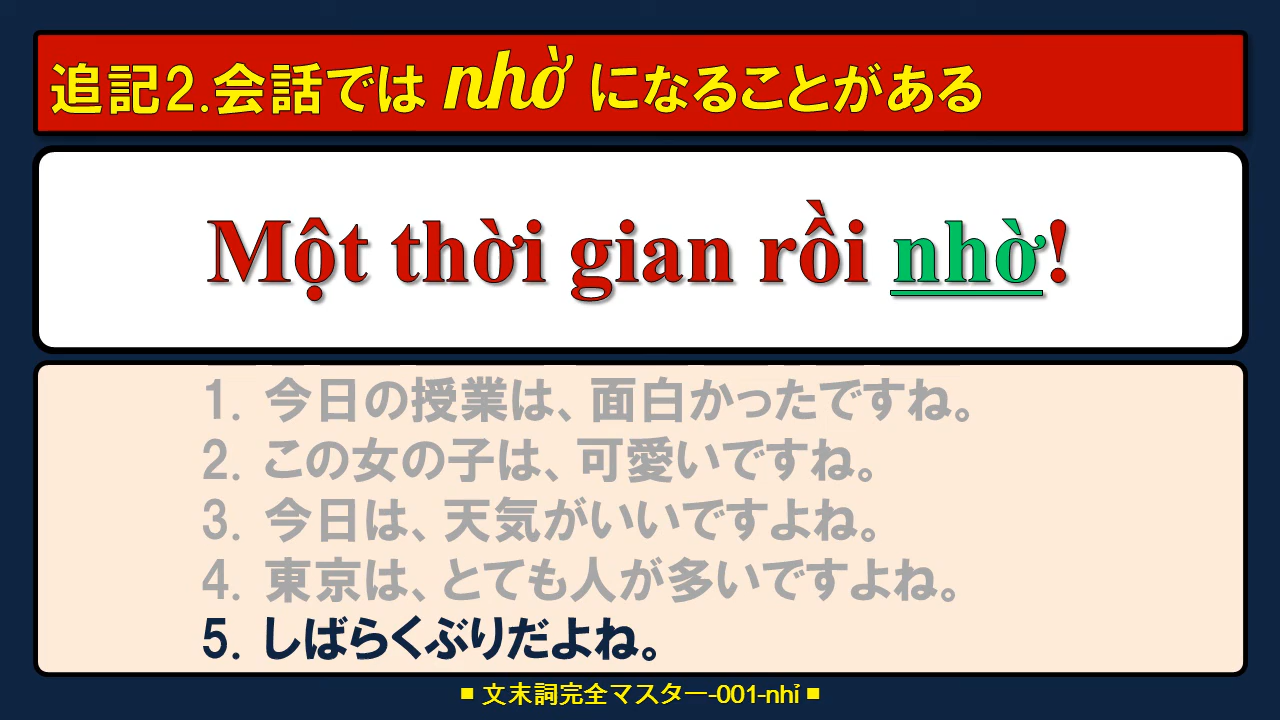 追記2.会話では nhờ になることがある
Một thời gian rồi nhờ!
1. 今日の授業は、面白かったですね。
2. この女の子は、可愛いですね。
3. 今日は、天気がいいですよね。
4. 東京は、とても人が多いですよね。
5. しばらくぶりだよね。
■ 文末詞完全マスター-001-nhỉ ■